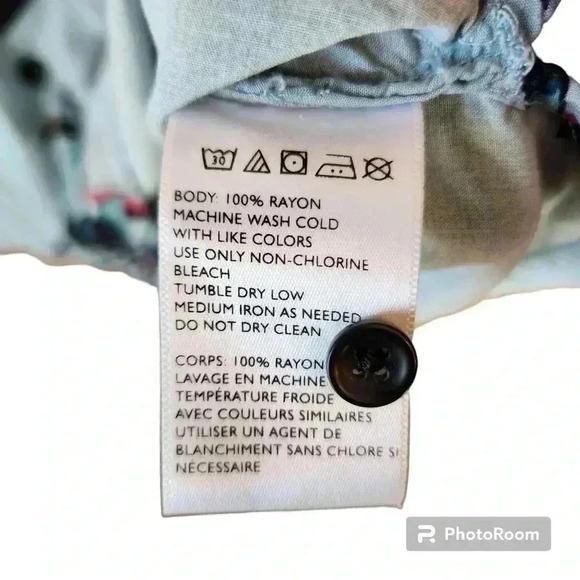 30
BODY: 100% RAYON
MACHINE WASH COLD
WITH LIKE COLORS
USE ONLY NON-CHLORINE
BLEACH
TUMBLE DRY LOW
MEDIUM IRON AS NEEDED
DO NOT DRY CLEAN
CORPS: 100% RAYON
LAVAGE EN MACHINE
TEMPÉRATURE FROIDE
AVEC COULEURS SIMILAIRES
UTILISER UN AGENT DE
BLANCHIMENT SANS CHLORE SI
NÉCESSAIRE
PhotoRoom